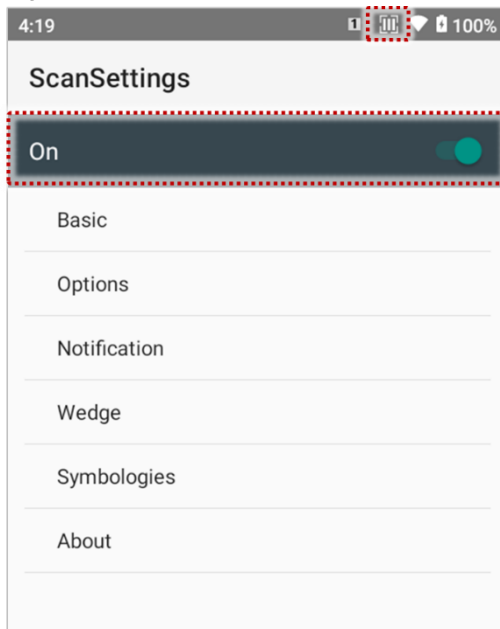 4:19 1 100%
ScanSettings
On
Basic
Options
Notification
Wedge
Symbologies
About